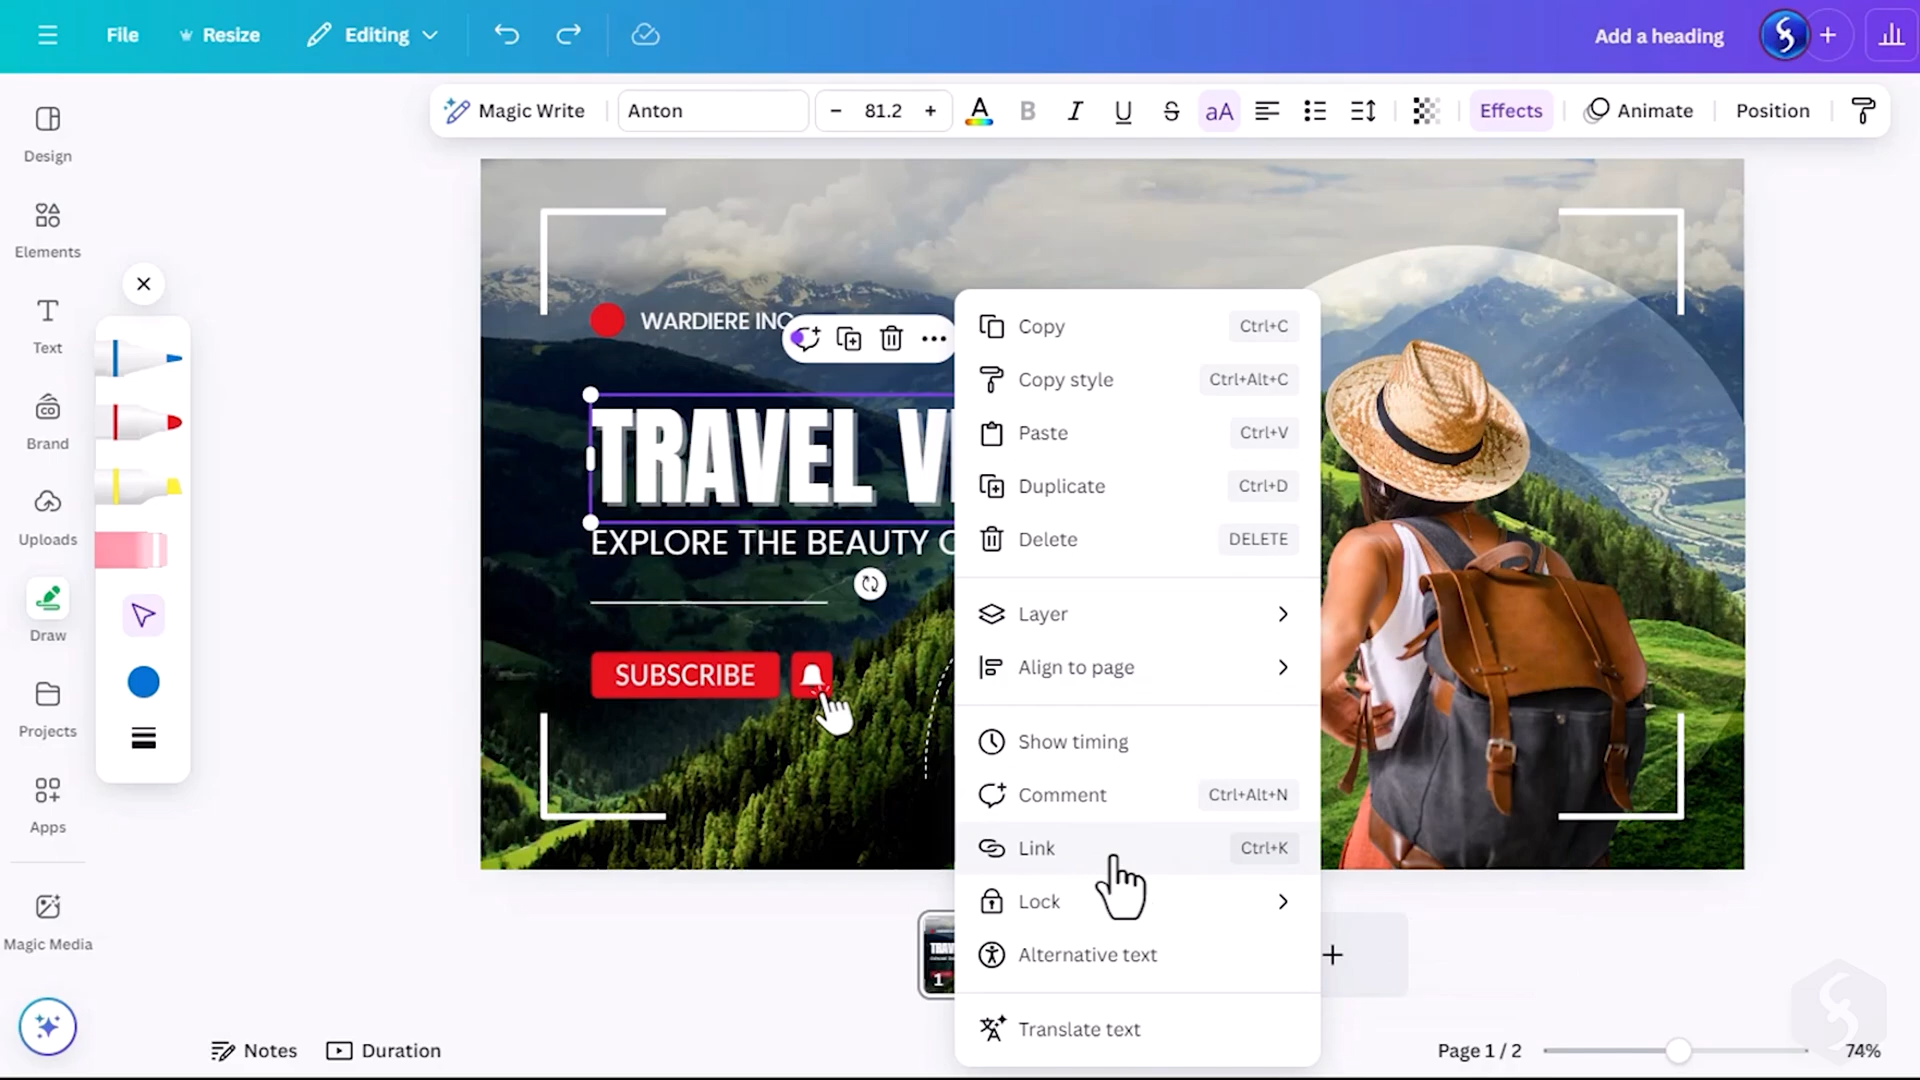 File
Resize
Editing
Add a heading
Magic Write
Anton
81.2
A
B
I
U
S
aA
Effects
Animate
Position
Design
Elements
Text
Brand
Uploads
Draw
Projects
Apps
Magic Media
WARDIERE INC
TRAVEL V
EXPLORE THE BEAUTY
SUBSCRIBE
Copy Ctrl+C
Copy style Ctrl+Alt+C
Paste Ctrl+V
Duplicate Ctrl+D
Delete DELETE
Layer
Align to page
Show timing
Comment Ctrl+Alt+N
Link Ctrl+K
Lock
Alternative text
Translate text
TRAV
1
Notes
Duration
Page 1 / 2
74%